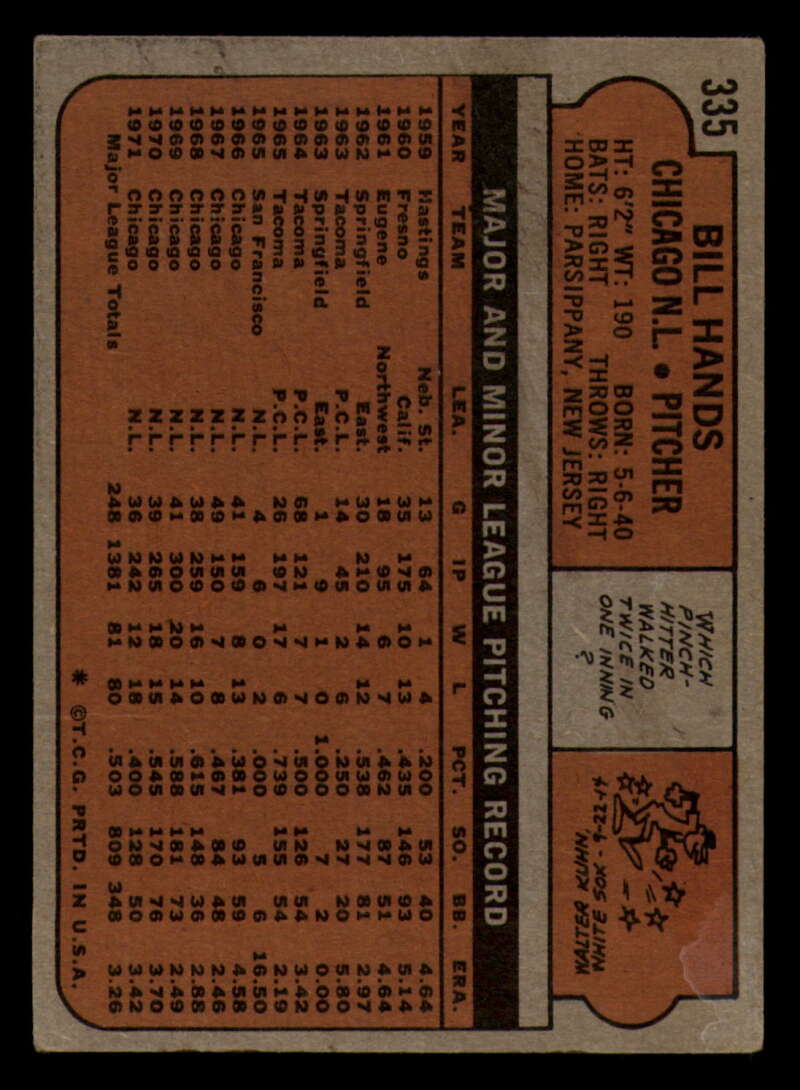 335
BILL HANDS
CHICAGO N.L. • PITCHER
HT: 6'2" WT: 190 BORN: 5-6-40
BATS: RIGHT THROWS: RIGHT
HOME: PARSIPPANY, NEW JERSEY
WHICH
PINCH-
HITTER
WALKED
TWICE IN
ONE INNING
?
WALTER KUHN,
WHITE SOX - 9-22-14
MAJOR AND MINOR LEAGUE PITCHING RECORD
YEAR TEAM LEA. G IP W L PCT. SO. BB. ERA.
1959 Hastings Neb. St. 13 64 1 4 .200 53 40 4.64
1960 Fresno Calif. 35 175 10 13 .435 146 93 5.14
1961 Eugene Northwest 18 95 6 7 .462 87 51 4.64
1962 Springfield East. 30 210 14 12 .538 177 81 2.97
1963 Tacoma P.C.L. 14 45 2 6 .250 27 20 5.80
1963 Springfield East. 1 9 1 0 1.000 7 2 0.00
1964 Tacoma P.C.L. 68 121 7 7 .500 126 54 3.42
1965 Tacoma P.C.L. 26 197 17 6 .739 155 54 2.19
1965 San Francisco N.L. 4 6 0 2 .000 5 6 16.50
1966 Chicago N.L. 41 159 8 13 .381 93 59 4.58
1967 Chicago N.L. 49 150 7 8 .467 84 48 2.46
1968 Chicago N.L. 38 259 16 10 .615 148 36 2.88
1969 Chicago N.L. 41 300 20 14 .588 181 73 2.49
1970 Chicago N.L. 39 265 18 15 .545 170 76 3.70
1971 Chicago N.L. 36 242 12 18 .400 128 50 3.42
Major League Totals 248 1381 81 80 .503 809 348 3.26
* ©T.C.G. PRTD. IN U.S.A.